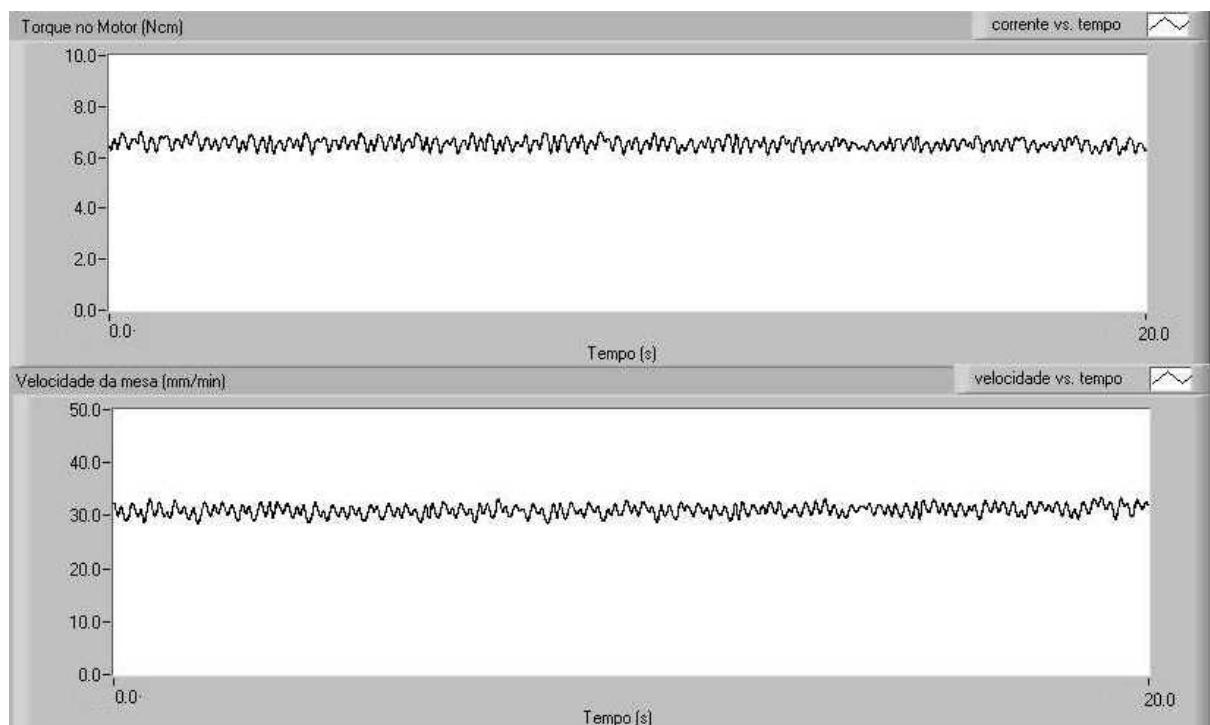 Torque no Motor (Ncm)
corrente vs. tempo
10.0
8.0
6.0
4.0
2.0
0.0
0.0
20.0
Tempo (s)
Velocidade da mesa (mm/min)
velocidade vs. tempo
50.0
40.0
30.0
20.0
10.0
0.0
0.0
20.0
Tempo (s)